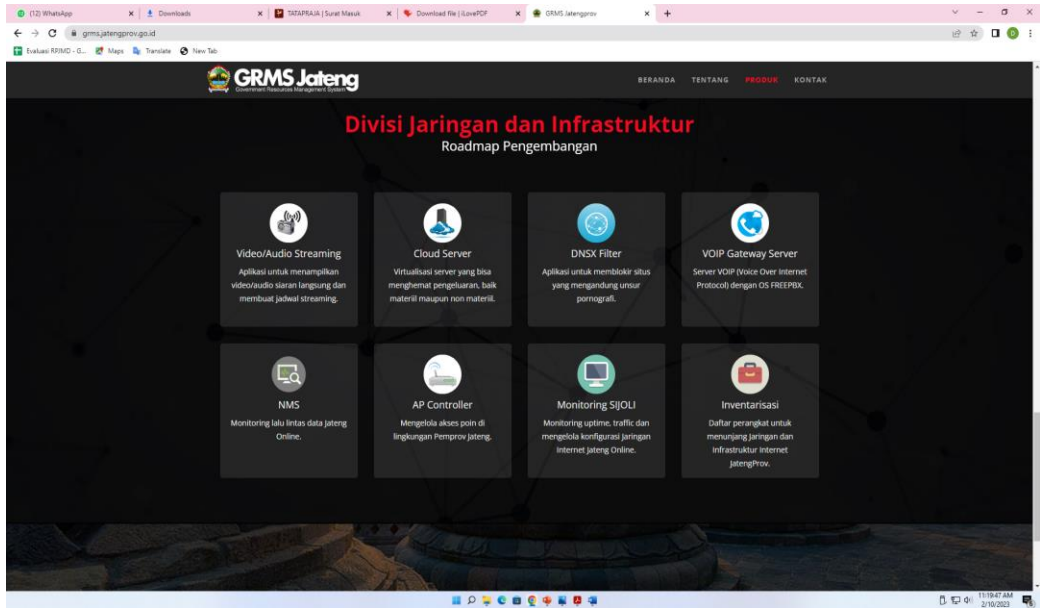 (12) WhatsApp
Downloads
TATAPRAJA | Surat Masuk
Download file | iLovePDF
GRMS Jatengprov
grms.jatengprov.go.id
Evaluasi RPJMD - G...
Maps
Translate
New Tab
GRMS Jateng
Government Resources Management System
BERANDA TENTANG PRODUK KONTAK
Divisi Jaringan dan Infrastruktur
Roadmap Pengembangan
Video/Audio Streaming
Aplikasi untuk menampilkan
video/audio siaran langsung dan
membuat jadwal streaming.
Cloud Server
Virtualisasi server yang bisa
menghemat pengeluaran, baik
materiil maupun non materiil.
DNSX Filter
Aplikasi untuk memblokir situs
yang mengandung unsur
pornografi.
VOIP Gateway Server
Server VOIP (Voice Over Internet
Protocol) dengan OS FREEPBX.
NMS
Monitoring lalu lintas data Jateng
Online.
AP Controller
Mengelola akses poin di
lingkungan Pemprov Jateng.
Monitoring SIJOLI
Monitoring uptime, traffic dan
mengelola konfigurasi Jaringan
Internet Jateng Online.
Inventarisasi
Daftar perangkat untuk
menunjang jaringan dan
Infrastruktur Internet
JatengProv.
11:19:47 AM
2/10/2023